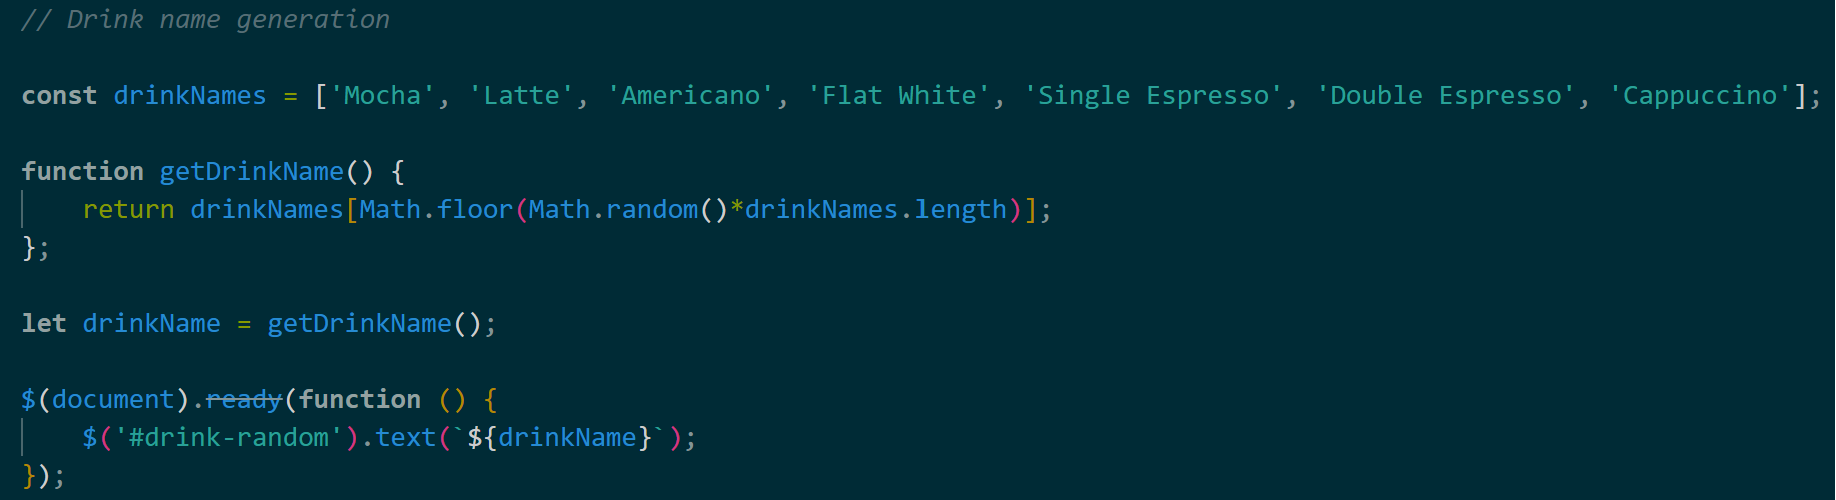 // Drink name generation
const drinkNames = ['Mocha', 'Latte', 'Americano', 'Flat White', 'Single Espresso', 'Double Espresso', 'Cappuccino'];
function getDrinkName() {
    return drinkNames[Math.floor(Math.random()*drinkNames.length)];
};
let drinkName = getDrinkName();
$(document).ready(function () {
    $('#drink-random').text(`${drinkName}`);
});